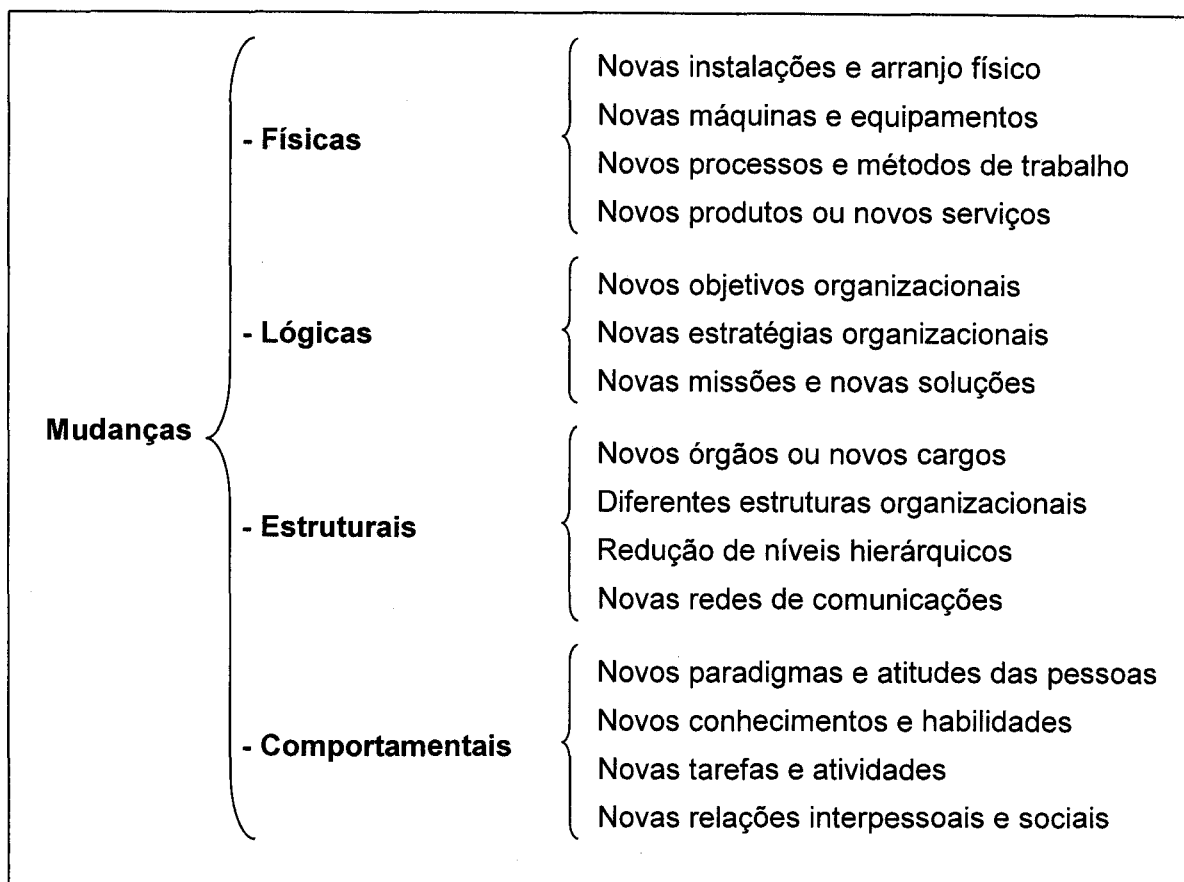 Mudanças
- Físicas
Novas instalações e arranjo físico
Novas máquinas e equipamentos
Novos processos e métodos de trabalho
Novos produtos ou novos serviços
- Lógicas
Novos objetivos organizacionais
Novas estratégias organizacionais
Novas missões e novas soluções
- Estruturais
Novos órgãos ou novos cargos
Diferentes estruturas organizacionais
Redução de níveis hierárquicos
Novas redes de comunicações
- Comportamentais
Novos paradigmas e atitudes das pessoas
Novos conhecimentos e habilidades
Novas tarefas e atividades
Novas relações interpessoais e sociais